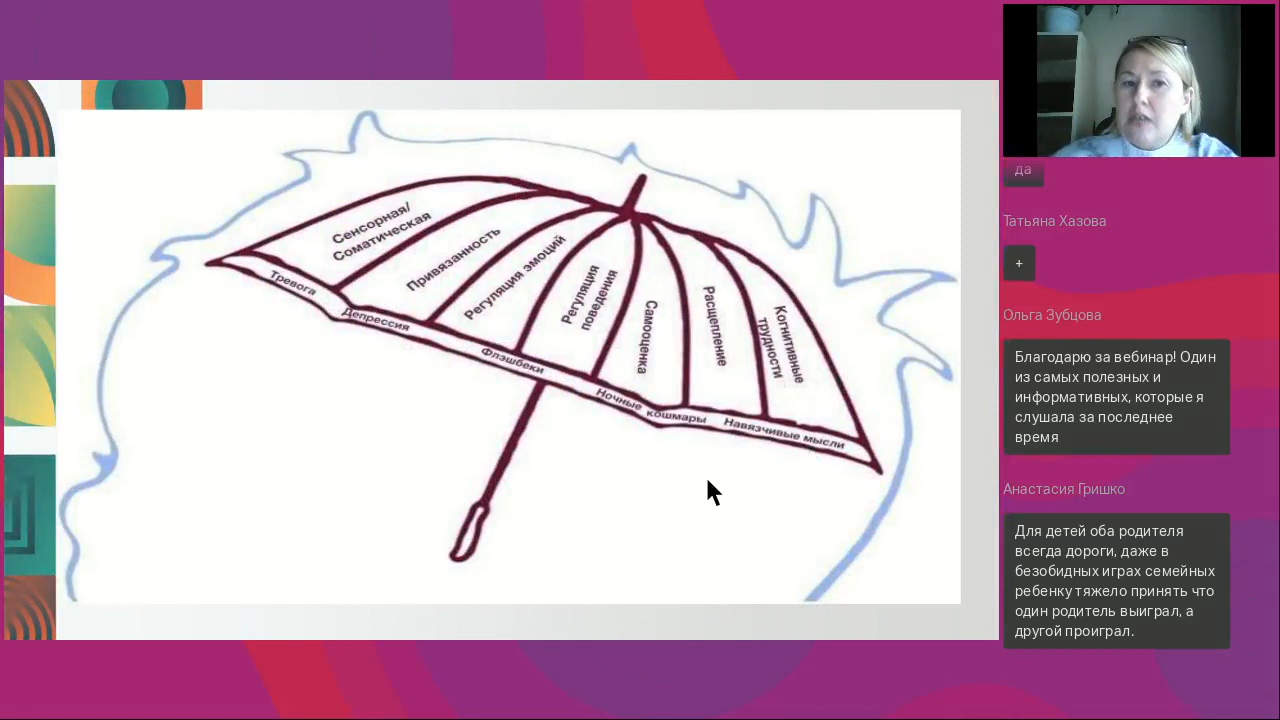 Сенсорная/
Соматическая
Привязанность
Регуляция эмоций
Регуляция
поведения
Самооценка
Расщепление
Когнитивные
трудности
Тревога
Депрессия
Флэшбеки
Ночные кошмары
Навязчивые мысли
да
Татьяна Хазова
+
Ольга Зубцова
Благодарю за вебинар! Один
из самых полезных и
информативных, которые я
слушала за последнее
время
Анастасия Гришко
Для детей оба родителя
всегда дороги, даже в
безобидных играх семейных
ребенку тяжело принять что
один родитель выиграл, а
другой проиграл.